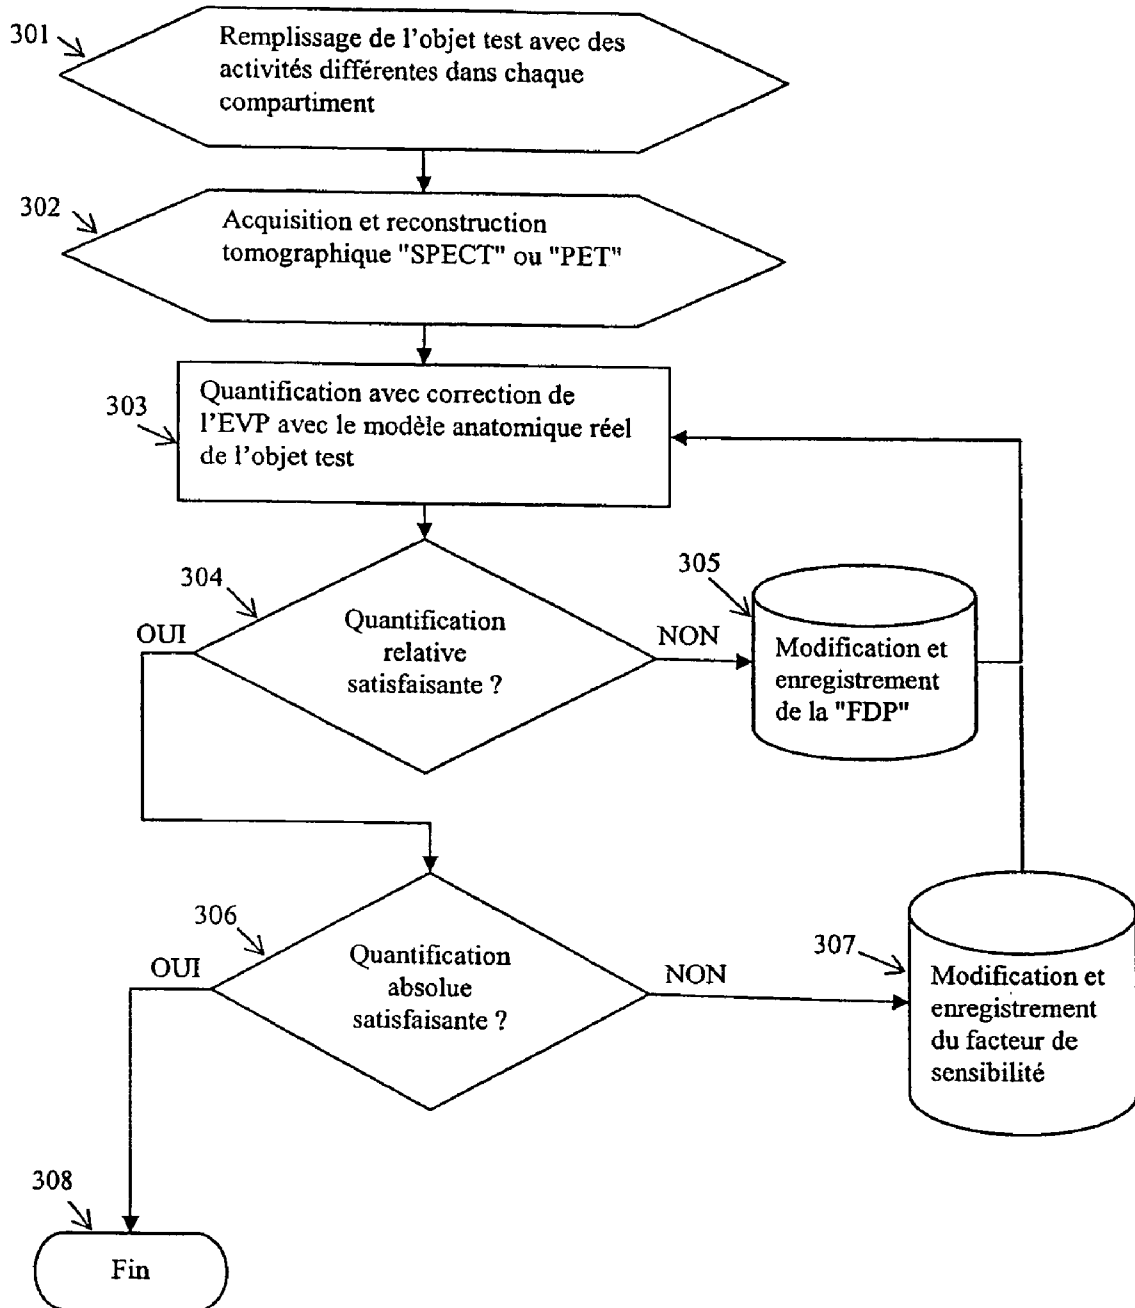 301
Remplissage de l'objet test avec des
activités différentes dans chaque
compartiment
302
Acquisition et reconstruction
tomographique "SPECT" ou "PET"
303
Quantification avec correction de
l'EVP avec le modèle anatomique réel
de l'objet test
304
OUI
Quantification
relative
satisfaisante ?
NON
305
Modification et
enregistrement
de la "FDP"
306
OUI
Quantification
absolue
satisfaisante ?
NON
307
Modification et
enregistrement
du facteur de
sensibilité
308
Fin